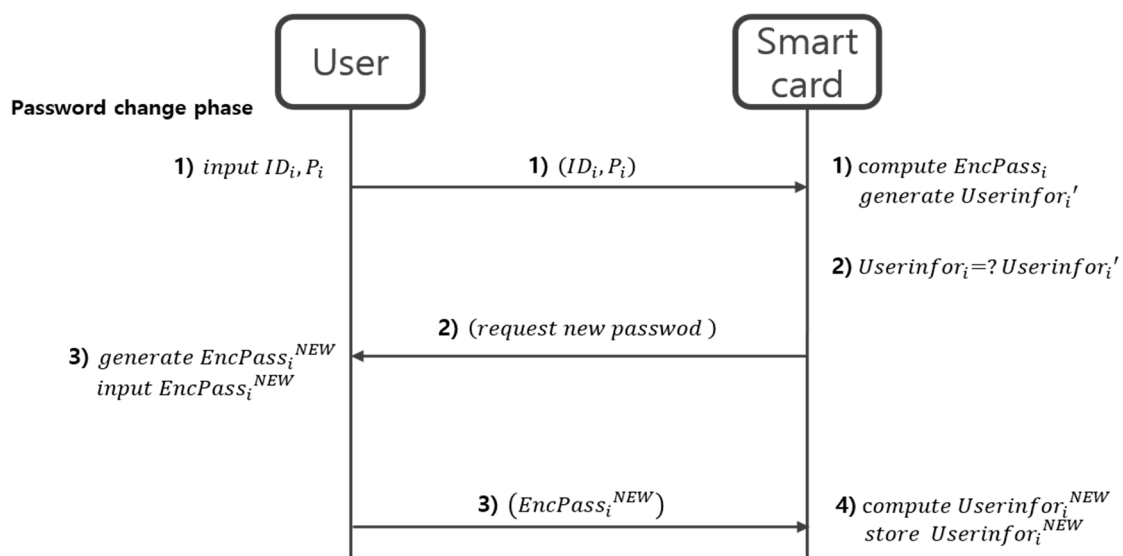 User
Smart
card
Password change phase
1) input IDᵢ, Pᵢ
1) (IDᵢ, Pᵢ)
1) compute EncPassᵢ
generate Userinforᵢ′
2) Userinforᵢ=? Userinforᵢ′
2) (request new passwod )
3) generate EncPassᵢᴺᴱᵂ
input EncPassᵢᴺᴱᵂ
3) (EncPassᵢᴺᴱᵂ)
4) compute Userinforᵢᴺᴱᵂ
store Userinforᵢᴺᴱᵂ